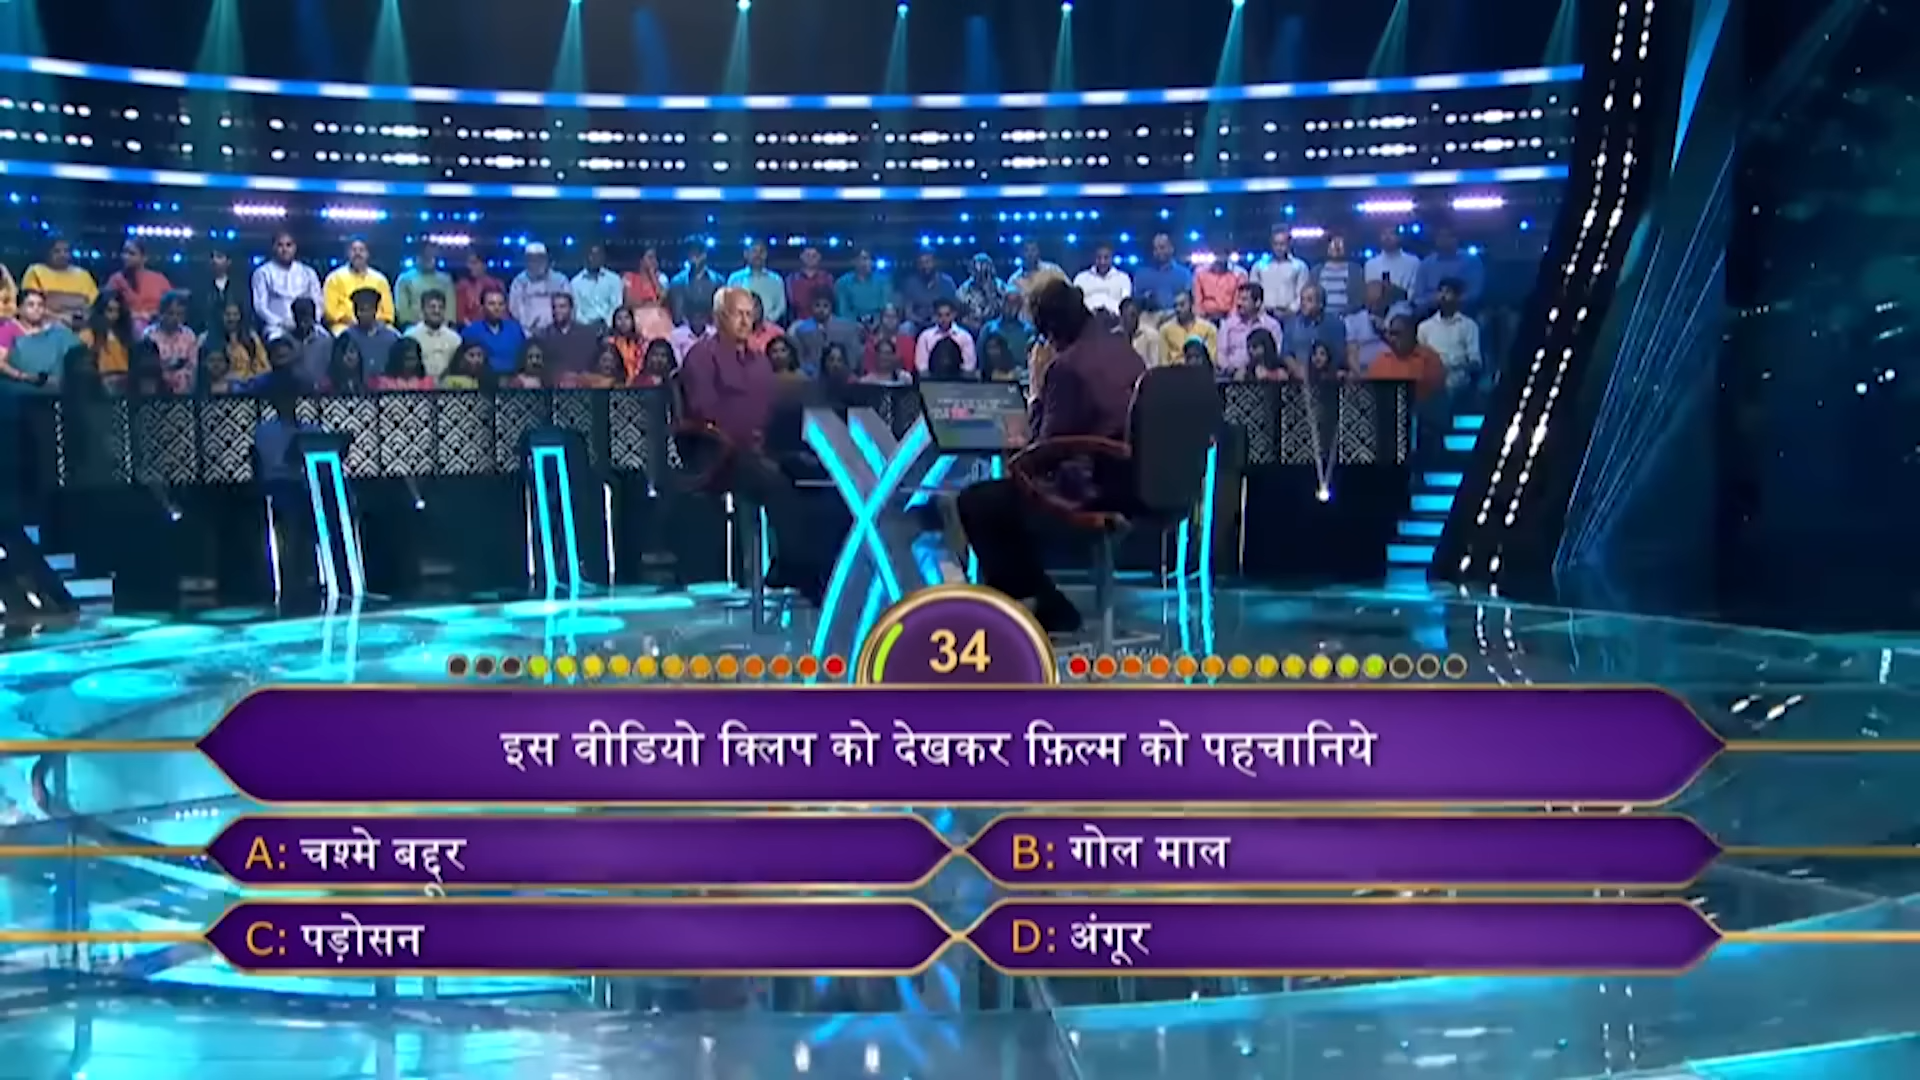 34
इस वीडियो क्लिप को देखकर फ़िल्म को पहचानिये
A: चश्मे बद्दूर
B: गोल माल
C: पड़ोसन
D: अंगूर